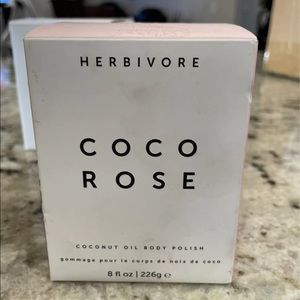 HERBIVORE
COCO
ROSE
COCONUT OIL BODY POLISH
gommage pour le corps de noix de coco
8 fl oz | 226g ℮